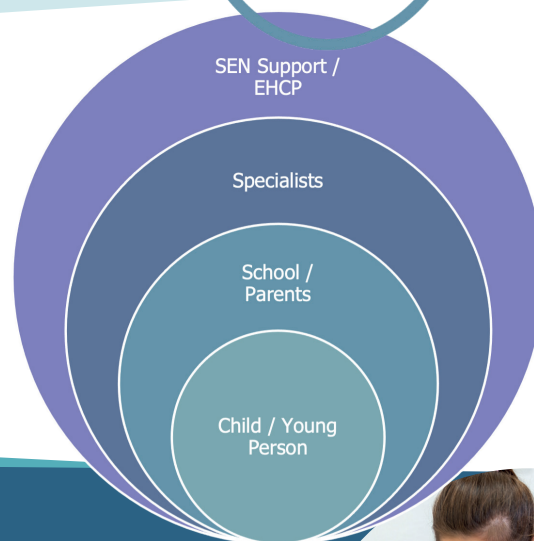 SEN Support /
EHCP
Specialists
School /
Parents
Child / Young
Person